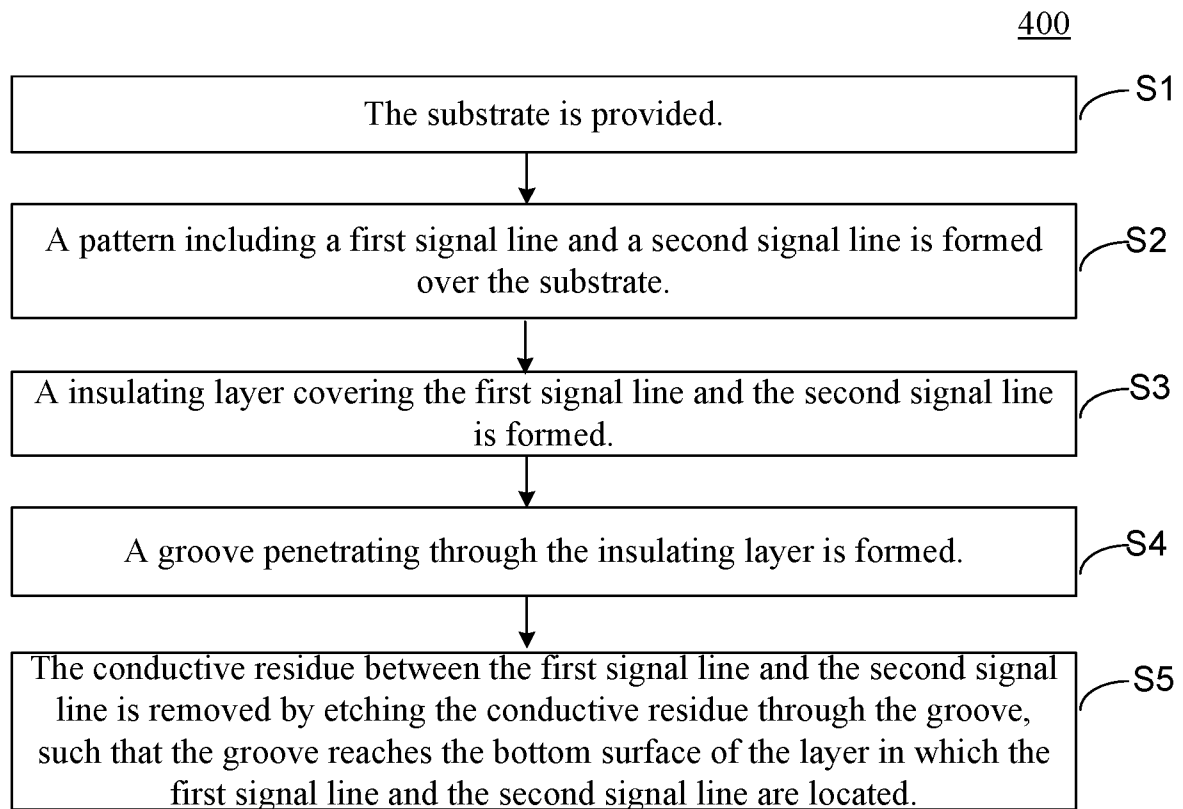 400
The substrate is provided.
S1
A pattern including a first signal line and a second signal line is formed
over the substrate.
S2
A insulating layer covering the first signal line and the second signal line
is formed.
S3
A groove penetrating through the insulating layer is formed.
S4
The conductive residue between the first signal line and the second signal
line is removed by etching the conductive residue through the groove,
such that the groove reaches the bottom surface of the layer in which the
first signal line and the second signal line are located.
S5